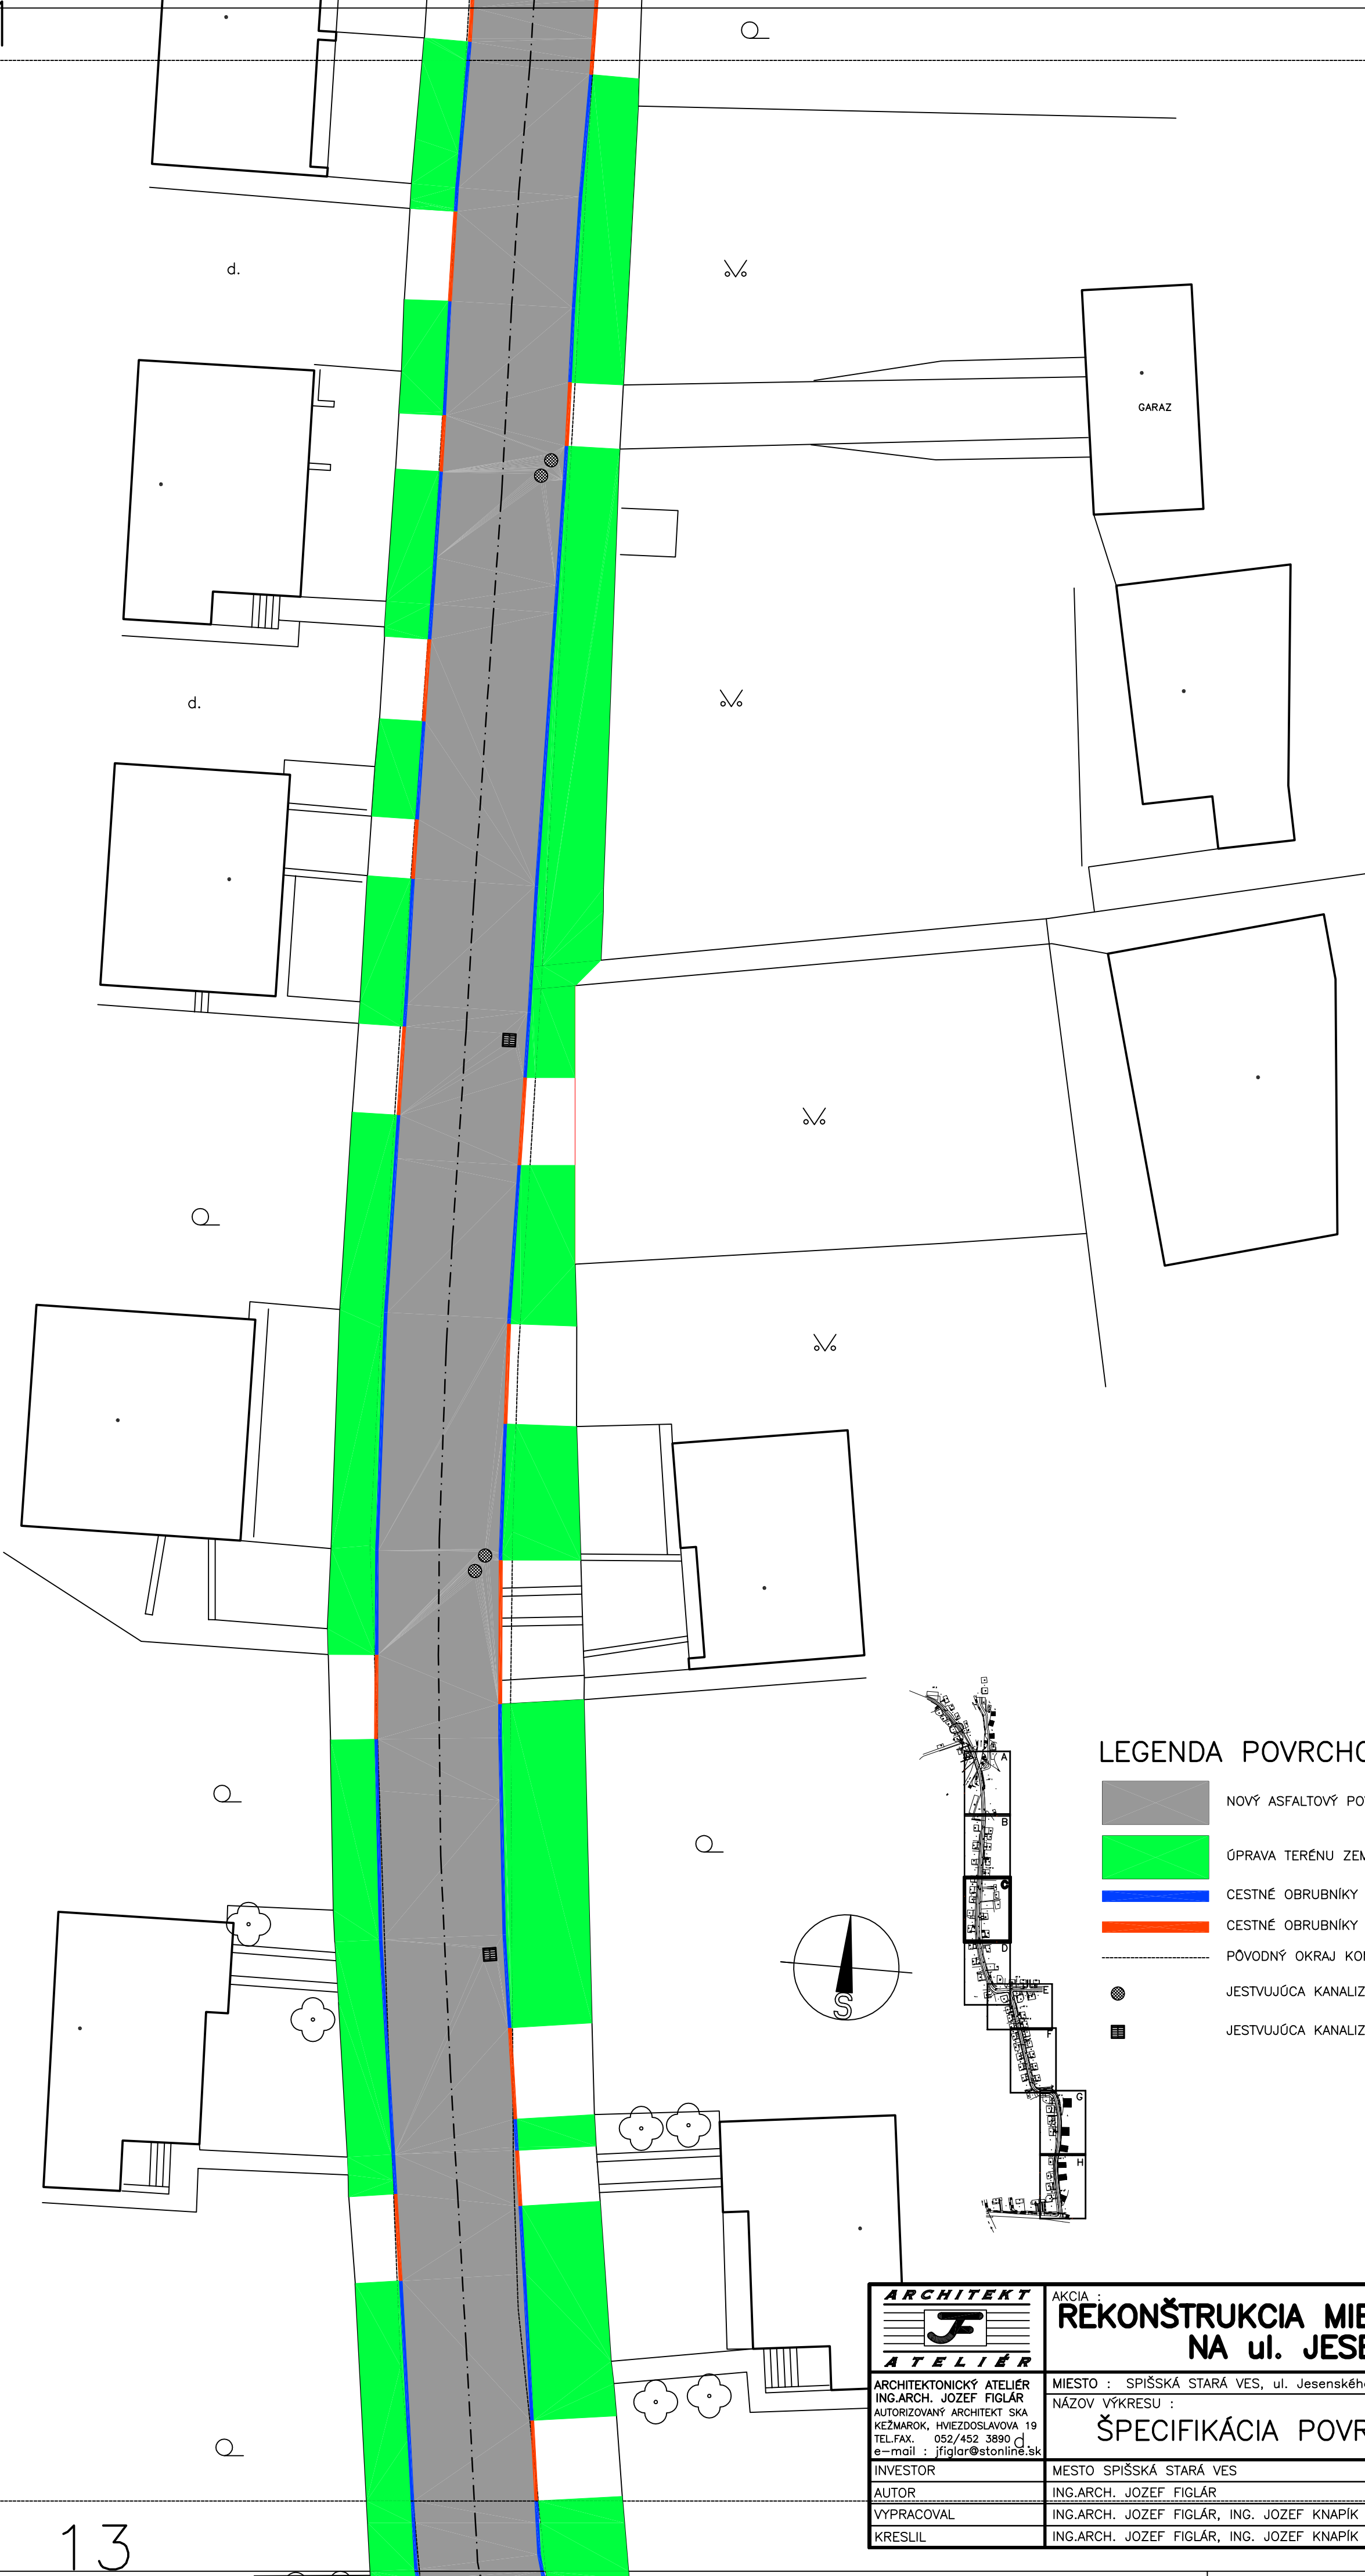 d.
GARAZ
d.
LEGENDA POVRCHO
NOVÝ ASFALTOVÝ PO
ÚPRAVA TERÉNU ZEM
CESTNÉ OBRUBNÍKY
CESTNÉ OBRUBNÍKY
PÔVODNÝ OKRAJ KO
JESTVUJÚCA KANALIZ
JESTVUJÚCA KANALIZ
A
B
C
D
E
F
G
H
S
ARCHITEKT
JF
ATELIÉR
AKCIA :
REKONŠTRUKCIA MIE
NA ul. JESE
ARCHITEKTONICKÝ ATELIÉR
ING.ARCH. JOZEF FIGLÁR
AUTORIZOVANÝ ARCHITEKT SKA
KEŽMAROK, HVIEZDOSLAVOVA 19
TEL.FAX. 052/452 3890
e-mail : jfiglar@stonline.sk
d.
MIESTO : SPIŠSKÁ STARÁ VES, ul. Jesenského
NÁZOV VÝKRESU :
ŠPECIFIKÁCIA POVR
INVESTOR MESTO SPIŠSKÁ STARÁ VES
AUTOR ING.ARCH. JOZEF FIGLÁR
VYPRACOVAL ING.ARCH. JOZEF FIGLÁR, ING. JOZEF KNAPÍK
KRESLIL ING.ARCH. JOZEF FIGLÁR, ING. JOZEF KNAPÍK
13